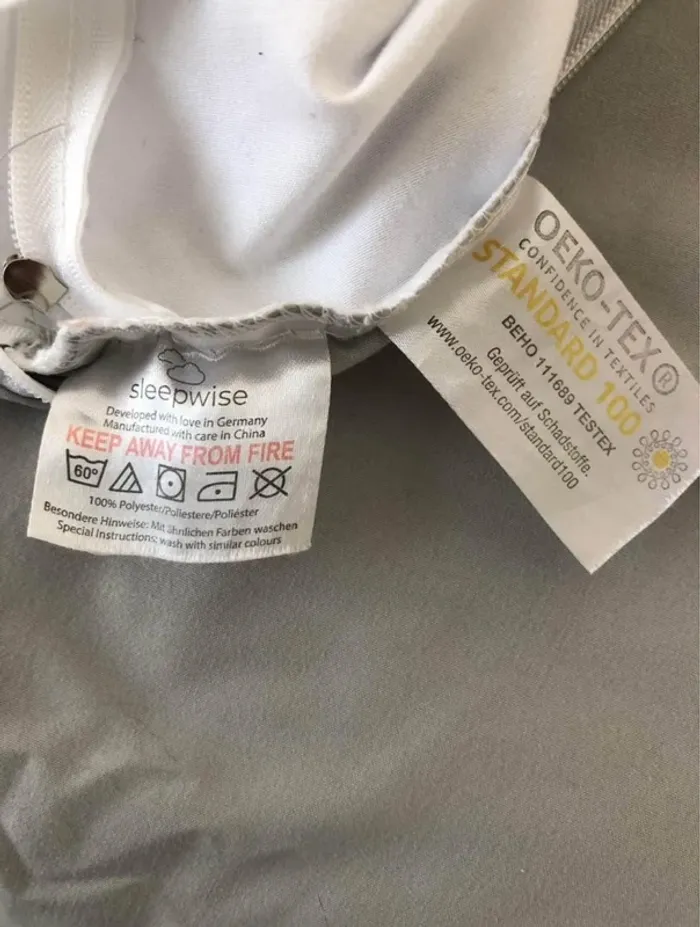 sleepwise
Developed with love in Germany
Manufactured with care in China
KEEP AWAY FROM FIRE
60°
100% Polyester/Poliestere/Poliéster
Besondere Hinweise: Mit ähnlichen Farben waschen
Special Instructions: wash with similar colours
OEKO-TEX®
CONFIDENCE IN TEXTILES
STANDARD 100
BEHO 111689 TESTEX
Geprüft auf Schadstoffe.
www.oeko-tex.com/standard100